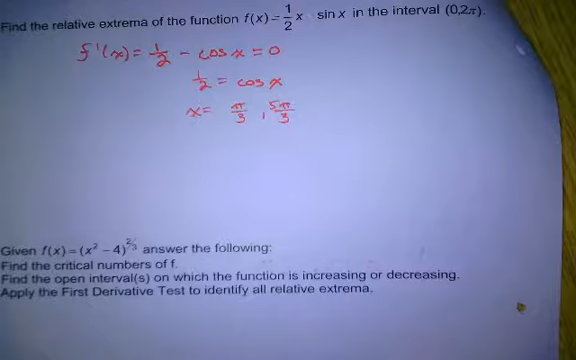 Find the relative extrema of the function f(x) = 1/2 x sin x in the interval (0,2π).
f'(x) = 1/2 - cos x = 0
1/2 = cos x
x = π/3 , 5π/3
Given f(x) = (x² - 4)^(2/3) answer the following:
Find the critical numbers of f.
Find the open interval(s) on which the function is increasing or decreasing.
Apply the First Derivative Test to identify all relative extrema.